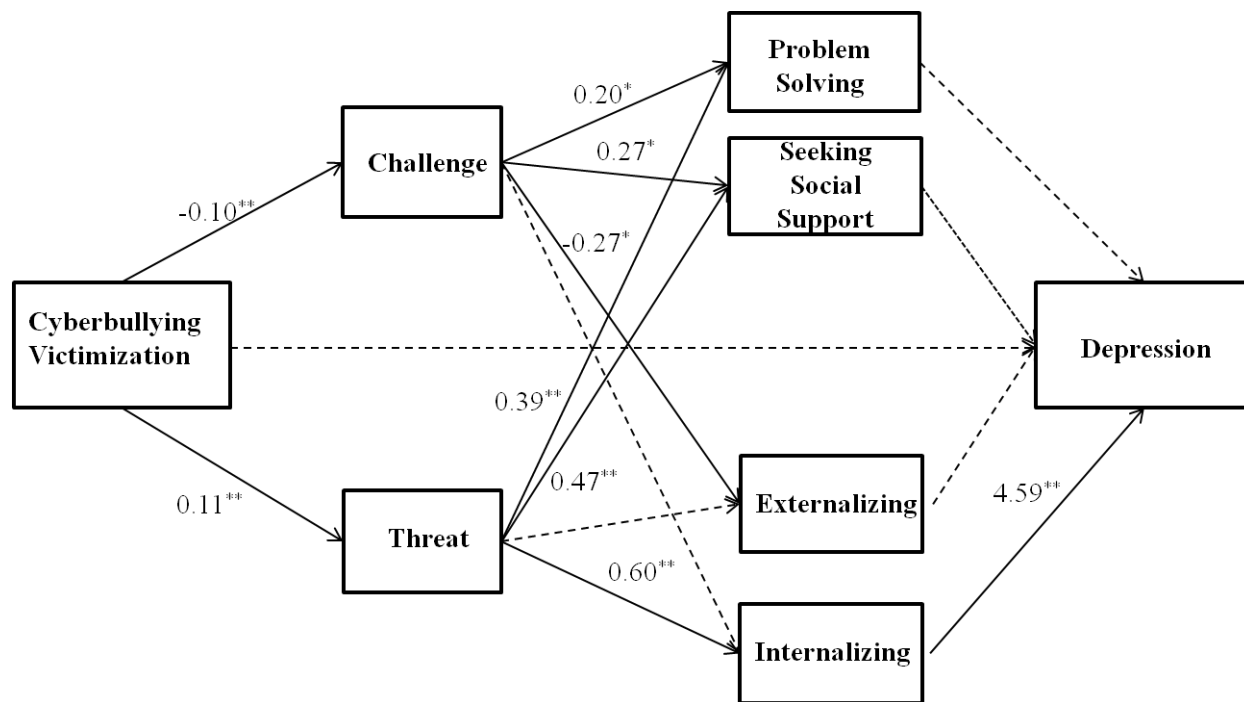 Problem
Solving
0.20*
Challenge
0.27*
Seeking
Social
Support
-0.10**
-0.27*
Cyberbullying
Victimization
Depression
0.39**
0.47**
Externalizing
4.59**
0.11**
Threat
0.60**
Internalizing